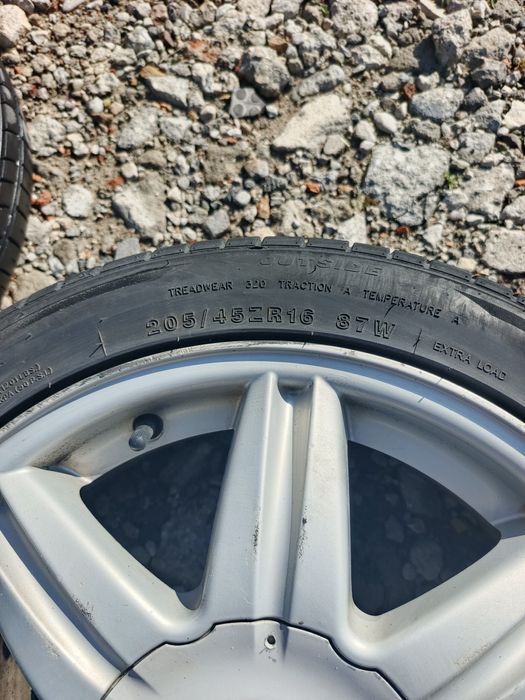 OUTSIDE
TREADWEAR 320 TRACTION A TEMPERATURE A
205/45ZR16 87W
EXTRA LOAD